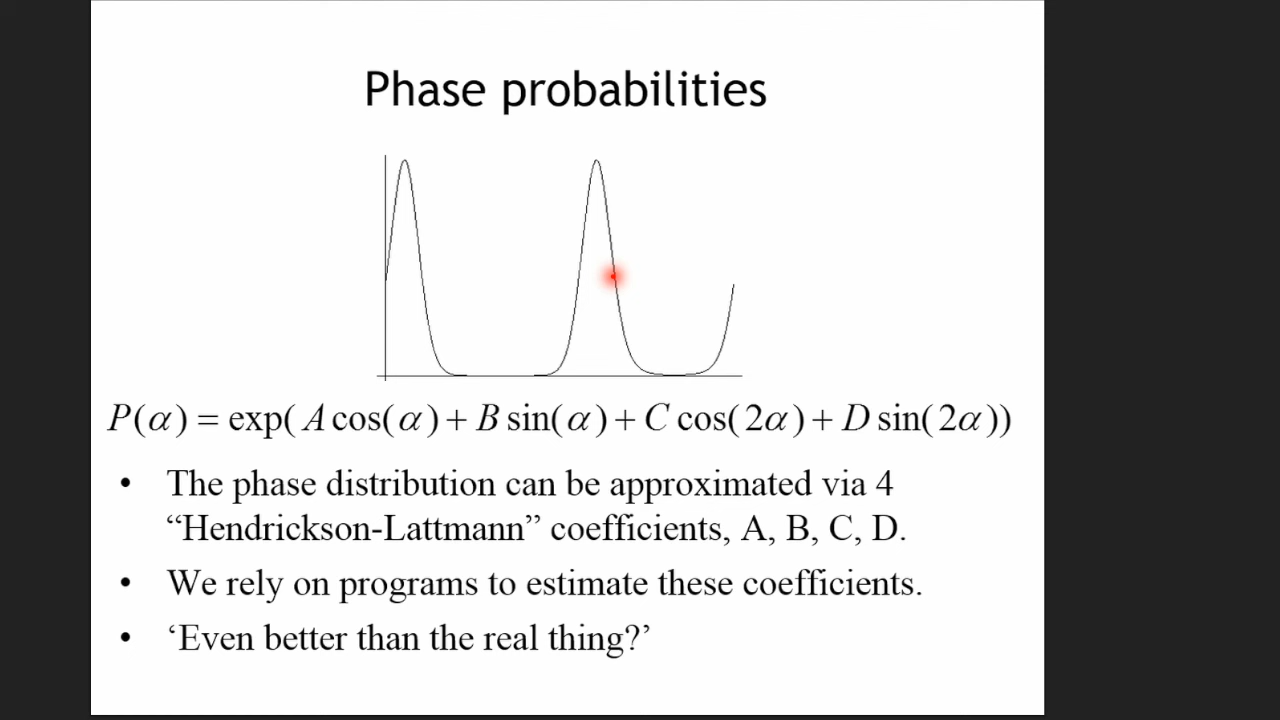 Phase probabilities
P(α) = exp( A cos(α) + B sin(α) + C cos(2α) + D sin(2α))
• The phase distribution can be approximated via 4
“Hendrickson-Lattmann” coefficients, A, B, C, D.
• We rely on programs to estimate these coefficients.
• ‘Even better than the real thing?’